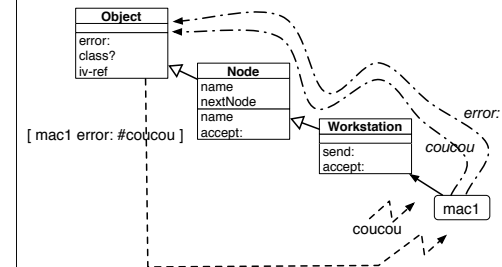 Object
error:
class?
iv-ref
Node
name
nextNode
name
accept:
error:
Workstation
[ mac1 error: #coucou ]
coucou
send:
accept:
mac1
coucou